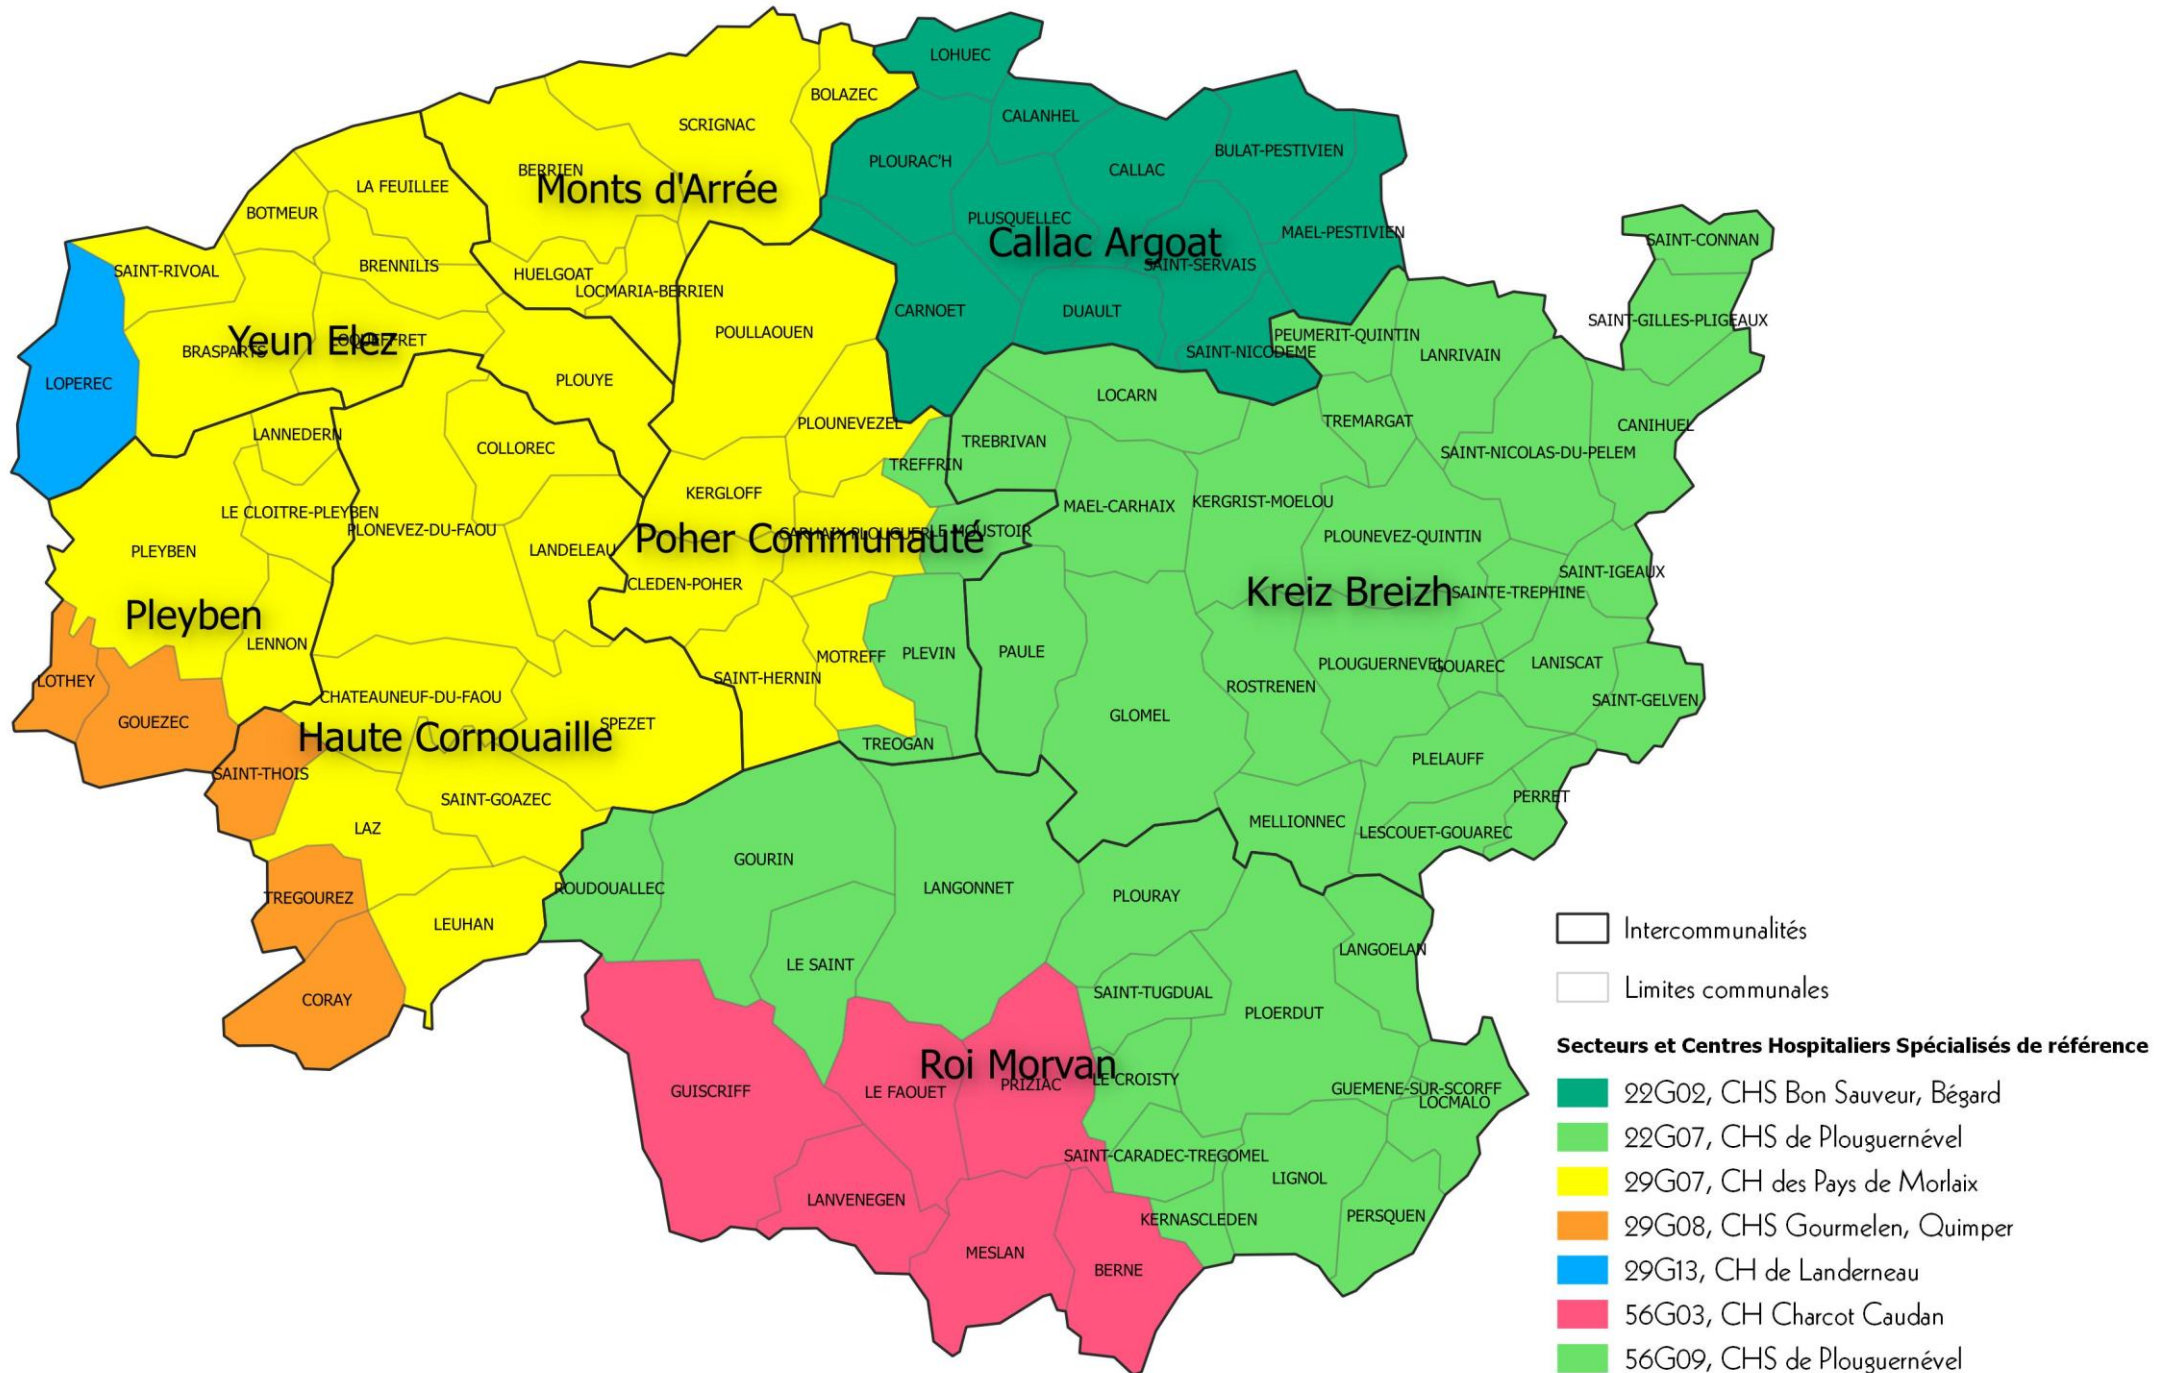 LOHUEC
BOLAZEC
CALANHEL
SCRIGNAC
BULAT-PESTIVIEN
PLOURAC'H
CALLAC
BERRIEN
LA FEUILLEE
Monts d'Arrée
BOTMEUR
PLUSQUELLEC
MAEL-PESTIVIEN
SAINT-CONNAN
Callac Argoat
SAINT-RIVOAL
BRENNILIS
HUELGOAT
SAINT-SERVAIS
LOCMARIA-BERRIEN
CARNOET
DUAULT
SAINT-GILLES-PLIGEAUX
POULLAOUEN
PEUMERIT-QUINTIN
Yeun Elez
LOQUEFFRET
BRASPARTS
SAINT-NICODEME
LANRIVAIN
LOPEREC
PLOUYE
LOCARN
PLOUNEVEZEL
TREMARGAT
CANIHUEL
LANNEDERN
TREBRIVAN
COLLOREC
SAINT-NICOLAS-DU-PELEM
TREFFRIN
KERGLOFF
KERGRIST-MOELOU
MAEL-CARHAIX
LE CLOITRE-PLEYBEN
PLONEVEZ-DU-FAOU
CARHAIX-PLOUGUER
LE MOUSTOIR
Poher Communauté
PLOUNEVEZ-QUINTIN
PLEYBEN
LANDELEAU
SAINT-IGEAUX
CLEDEN-POHER
Kreiz Breizh
SAINTE-TREPHINE
Pleyben
LENNON
MOTREFF
PLEVIN
PAULE
PLOUGUERNEVEL
GOUAREC
LANISCAT
LOTHEY
SAINT-HERNIN
ROSTRENEN
CHATEAUNEUF-DU-FAOU
SAINT-GELVEN
GOUEZEC
SPEZET
GLOMEL
Haute Cornouaille
TREOGAN
PLELAUFF
SAINT-THOIS
SAINT-GOAZEC
PERRET
MELLIONNEC
LAZ
LESCOUET-GOUAREC
GOURIN
ROUDOUALLEC
LANGONNET
PLOURAY
TREGOUREZ
LEUHAN
LANGOELAN
LE SAINT
SAINT-TUGDUAL
CORAY
PLOERDUT
Roi Morvan
LE CROISTY
PRIZIAC
GUISCRIFF
LE FAOUET
GUEMENE-SUR-SCORFF
LOCMALO
SAINT-CARADEC-TREGOMEL
LIGNOL
LANVENEGEN
KERNASCLEDEN
PERSQUEN
MESLAN
BERNE
Intercommunalités
Limites communales
Secteurs et Centres Hospitaliers Spécialisés de référence
22G02, CHS Bon Sauveur, Bégard
22G07, CHS de Plouguernével
29G07, CH des Pays de Morlaix
29G08, CHS Gourmelen, Quimper
29G13, CH de Landerneau
56G03, CH Charcot Caudan
56G09, CHS de Plouguernével